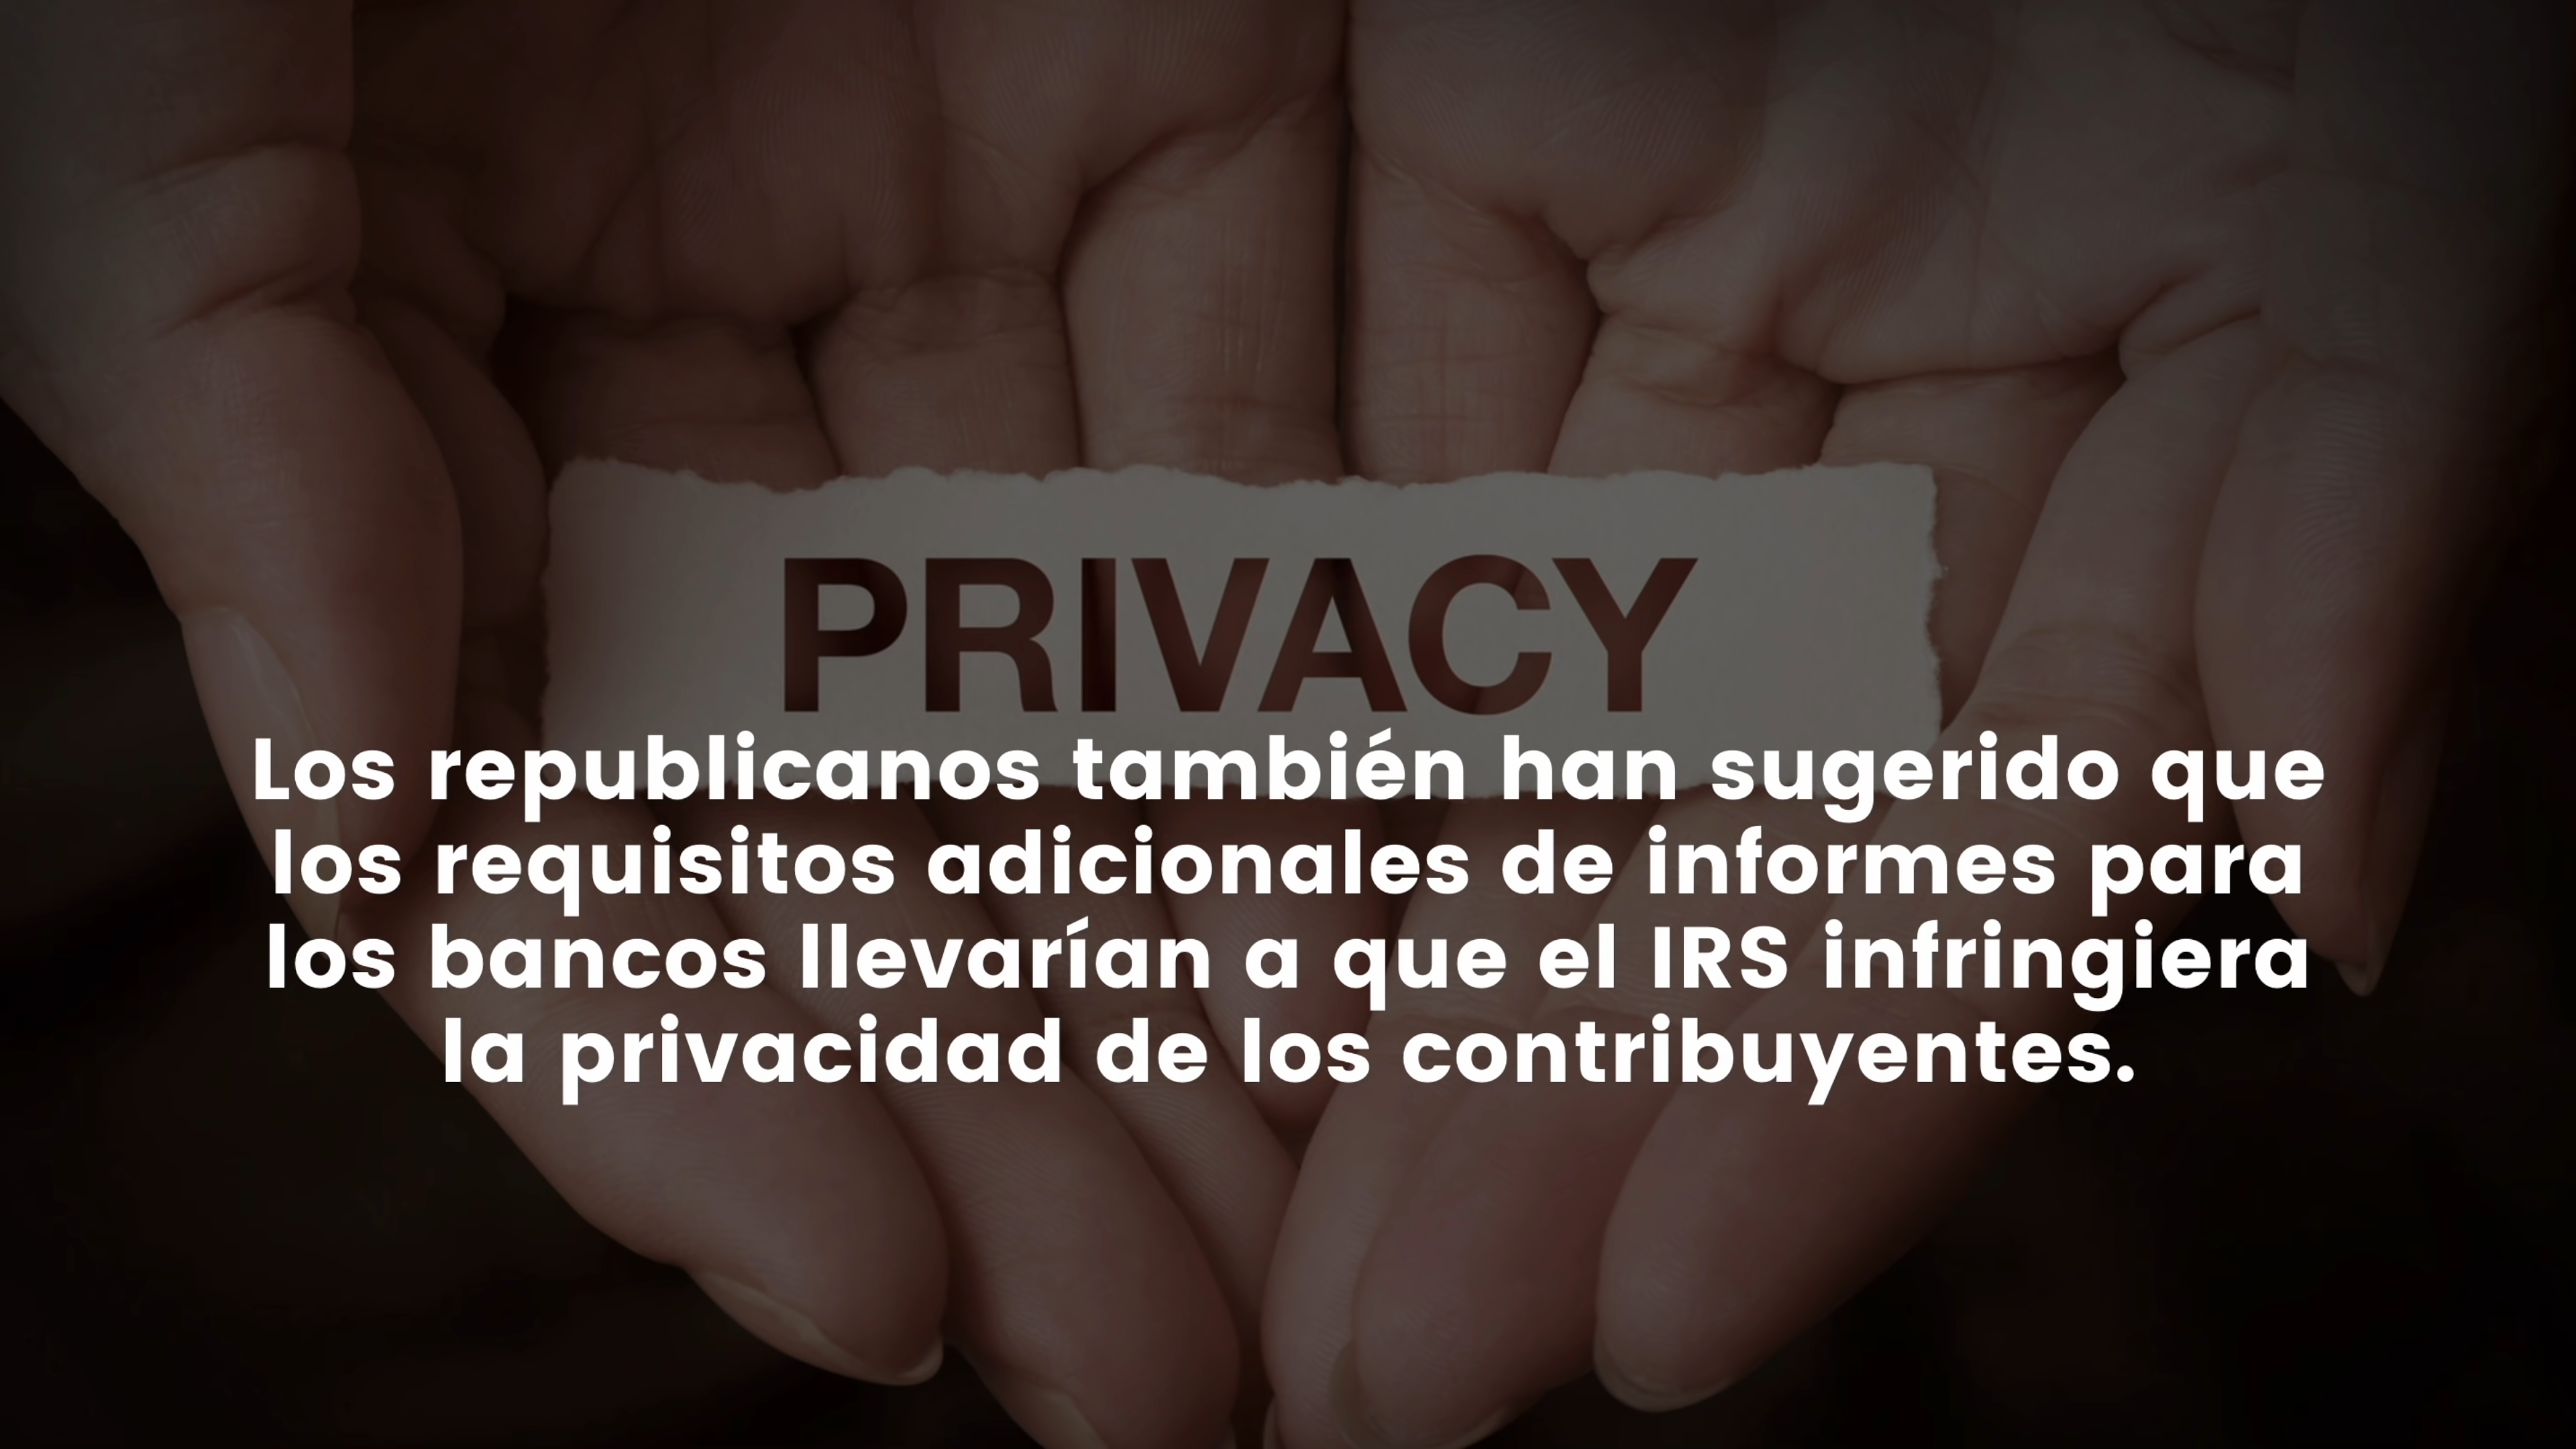 PRIVACY
Los republicanos también han sugerido que
los requisitos adicionales de informes para
los bancos llevarían a que el IRS infringiera
la privacidad de los contribuyentes.